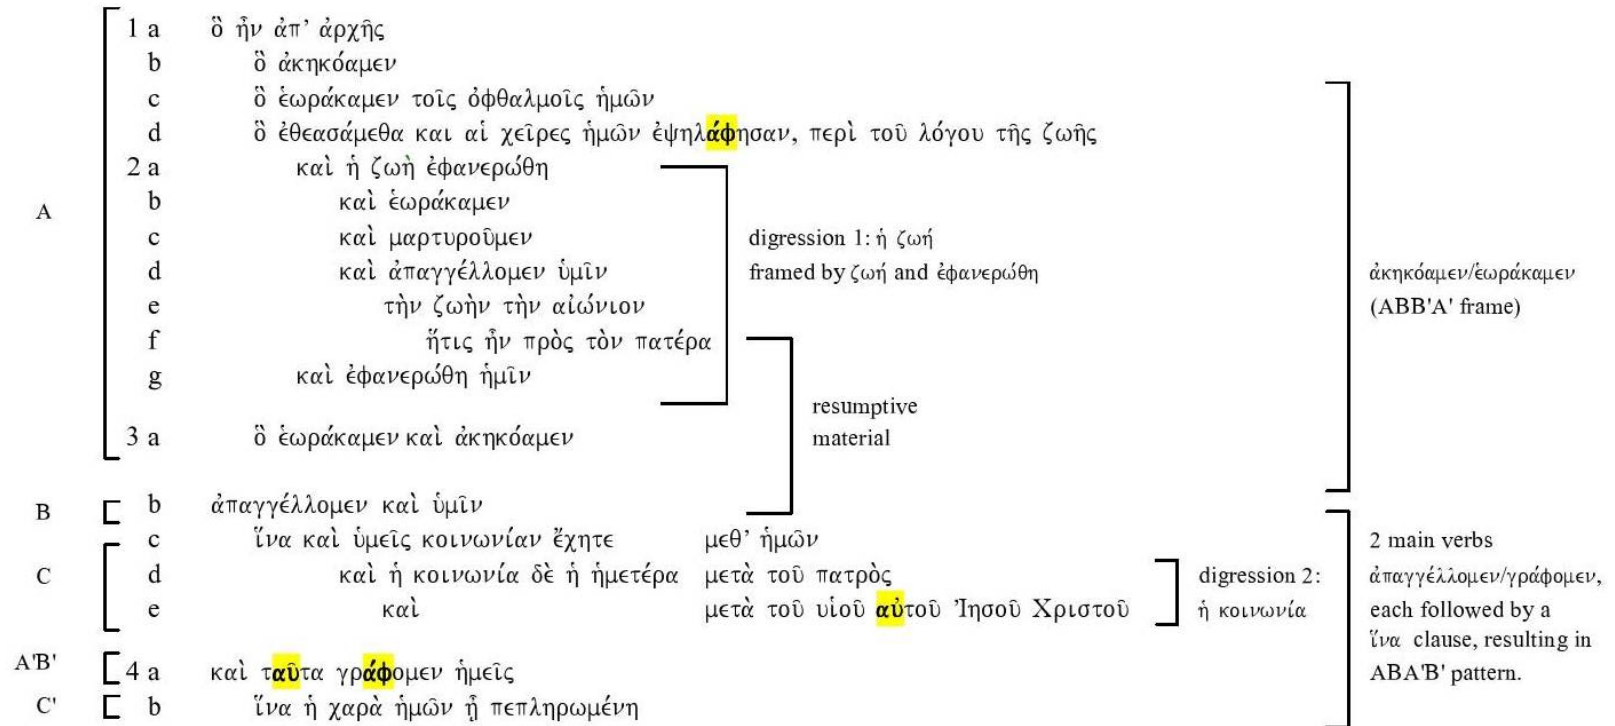 1 a ὃ ἦν ἀπ’ ἀρχῆς
b ὃ ἀκηκόαμεν
c ὃ ἑωράκαμεν τοῖς ὀφθαλμοῖς ἡμῶν
d ὃ ἐθεασάμεθα και αἱ χεῖρες ἡμῶν ἐψηλάφησαν, περὶ τοῦ λόγου τῆς ζωῆς
2 a καὶ ἡ ζωὴ ἐφανερώθη
b καὶ ἑωράκαμεν
A
c καὶ μαρτυροῦμεν digression 1: ἡ ζωή
d καὶ ἀπαγγέλλομεν ὑμῖν framed by ζωή and ἐφανερώθη ἀκηκόαμεν/ἑωράκαμεν
e τὴν ζωὴν τὴν αἰώνιον (ABB'A' frame)
f ἥτις ἦν πρὸς τὸν πατέρα
g καὶ ἐφανερώθη ἡμῖν
resumptive
3 a ὃ ἑωράκαμεν καὶ ἀκηκόαμεν material
B b ἀπαγγέλλομεν καὶ ὑμῖν
c ἵνα καὶ ὑμεῖς κοινωνίαν ἔχητε μεθ’ ἡμῶν 2 main verbs
C d καὶ ἡ κοινωνία δὲ ἡ ἡμετέρα μετὰ τοῦ πατρὸς digression 2: ἀπαγγέλλομεν/γράφομεν,
e καὶ μετὰ τοῦ υἱοῦ αὐτοῦ Ἰησοῦ Χριστοῦ ἡ κοινωνία each followed by a
ἵνα clause, resulting in
A'B' 4 a καὶ ταῦτα γράφομεν ἡμεῖς ABA'B' pattern.
C' b ἵνα ἡ χαρὰ ἡμῶν ᾖ πεπληρωμένη